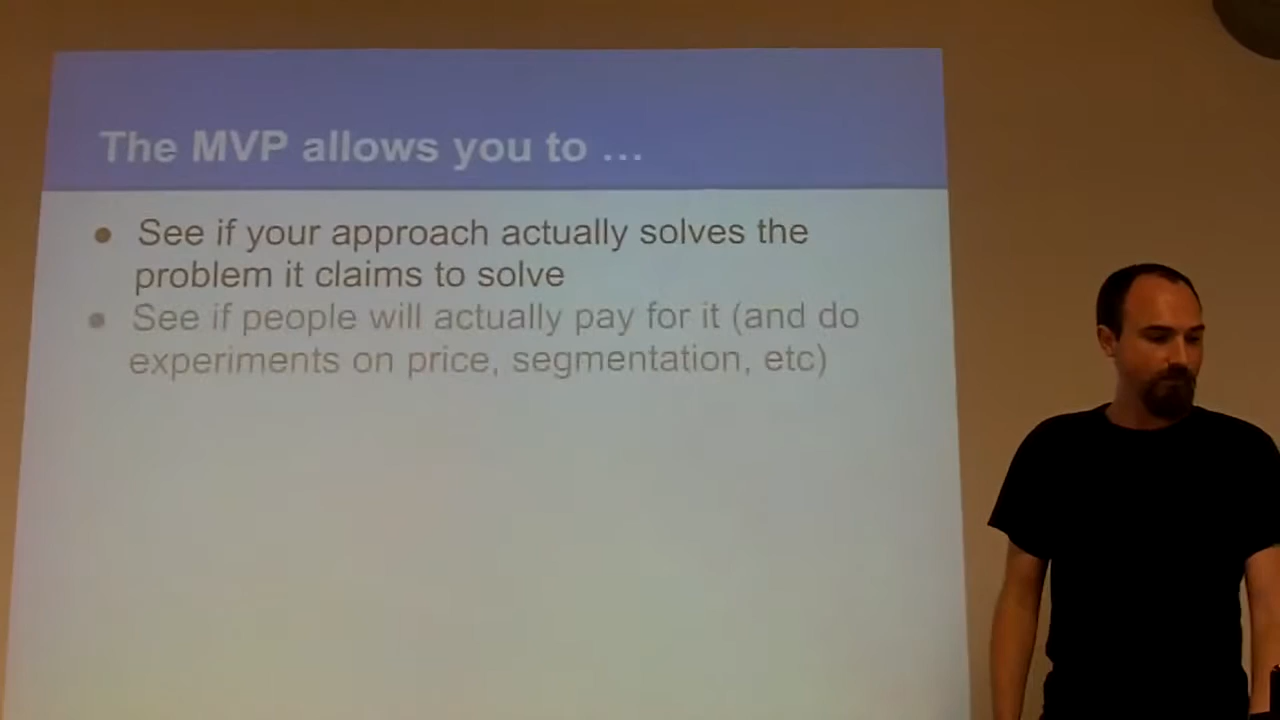 The MVP allows you to ...
● See if your approach actually solves the
problem it claims to solve
● See if people will actually pay for it (and do
experiments on price, segmentation, etc)